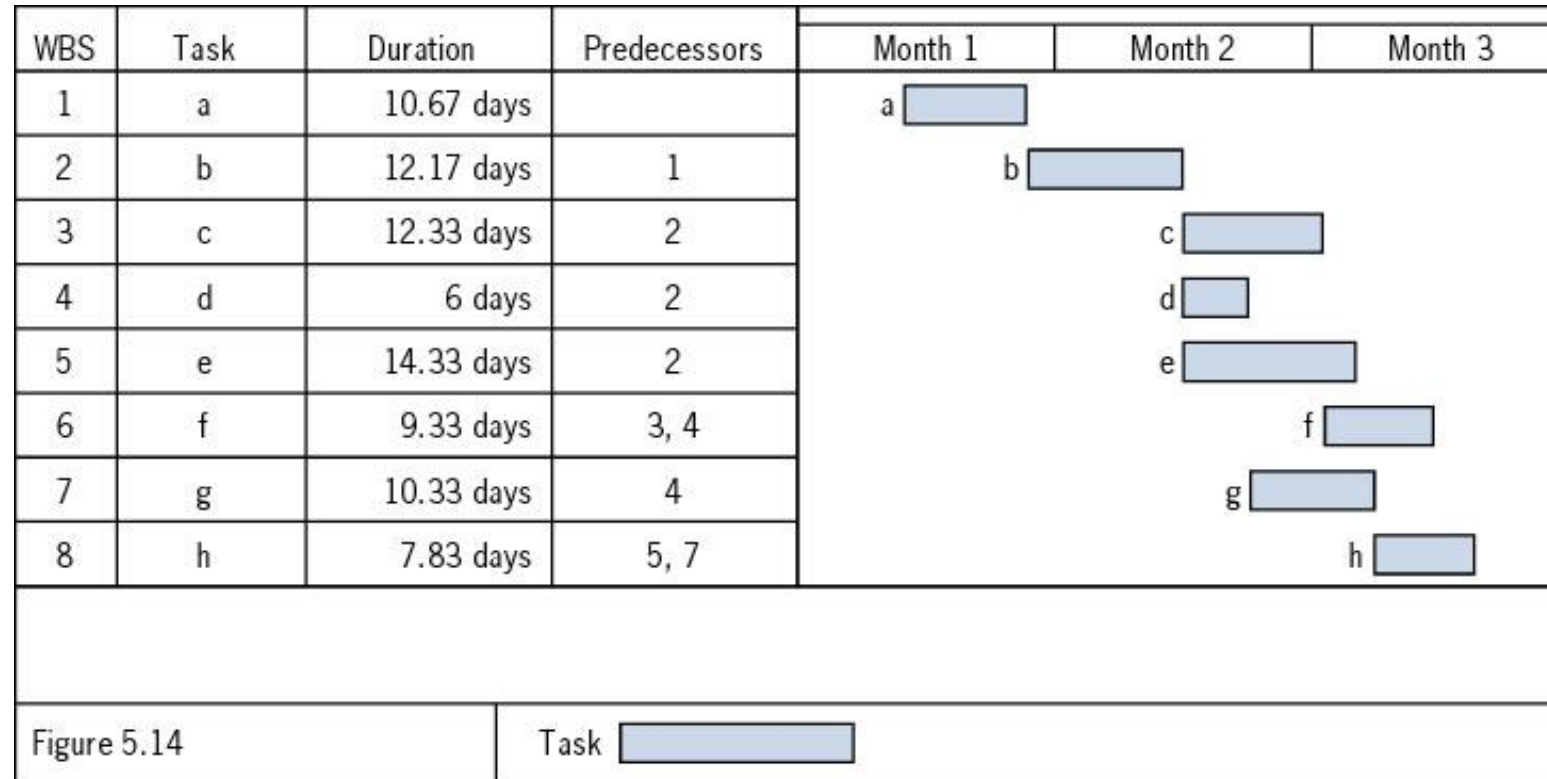 WBS Task Duration Predecessors Month 1 Month 2 Month 3
1 a 10.67 days a
2 b 12.17 days 1 b
3 c 12.33 days 2 c
4 d 6 days 2 d
5 e 14.33 days 2 e
6 f 9.33 days 3, 4 f
7 g 10.33 days 4 g
8 h 7.83 days 5, 7 h
Figure 5.14 Task